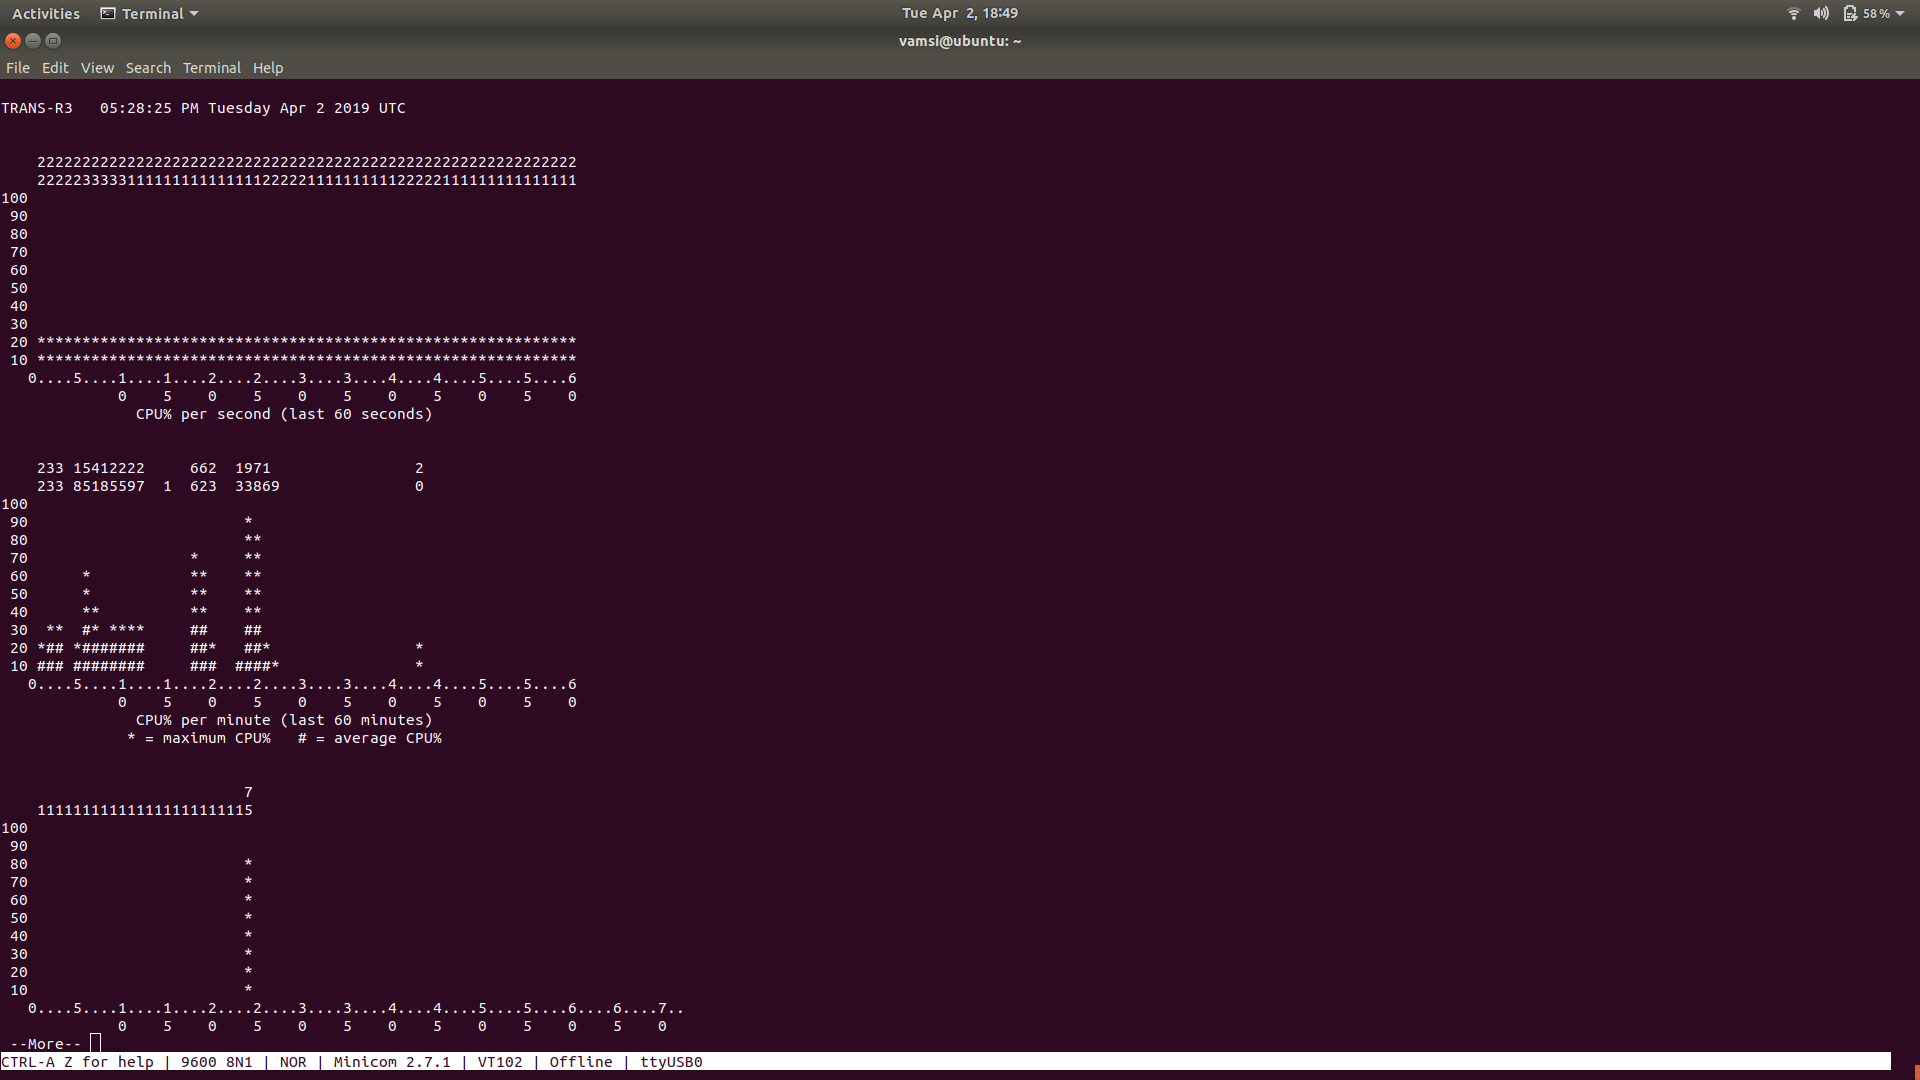 Activities Terminal Tue Apr 2, 18:49 58 %
vamsi@ubuntu: ~
File Edit View Search Terminal Help
TRANS-R3   05:28:25 PM Tuesday Apr 2 2019 UTC
    222222222222222222222222222222222222222222222222222222222222
    222223333311111111111111122222111111111122222111111111111111
100
 90
 80
 70
 60
 50
 40
 30
 20 ************************************************************
 10 ************************************************************
   0....5....1....1....2....2....3....3....4....4....5....5....6
             0    5    0    5    0    5    0    5    0    5    0
               CPU% per second (last 60 seconds)
    233 15412222     662  1971                2
    233 85185597  1  623  33869               0
100
 90                        *
 80                        **
 70                  *     **
 60      *           **    **
 50      *           **    **
 40      **          **    **
 30  **  #* ****     ##    ##
 20 *## *#######     ##*   ##*                *
 10 ### ########     ###  ####*               *
   0....5....1....1....2....2....3....3....4....4....5....5....6
             0    5    0    5    0    5    0    5    0    5    0
               CPU% per minute (last 60 minutes)
              * = maximum CPU%   # = average CPU%
                           7
    111111111111111111111115
100
 90
 80                        *
 70                        *
 60                        *
 50                        *
 40                        *
 30                        *
 20                        *
 10                        *
   0....5....1....1....2....2....3....3....4....4....5....5....6....6....7..
             0    5    0    5    0    5    0    5    0    5    0    5    0
 --More--
CTRL-A Z for help | 9600 8N1 | NOR | Minicom 2.7.1 | VT102 | Offline | ttyUSB0